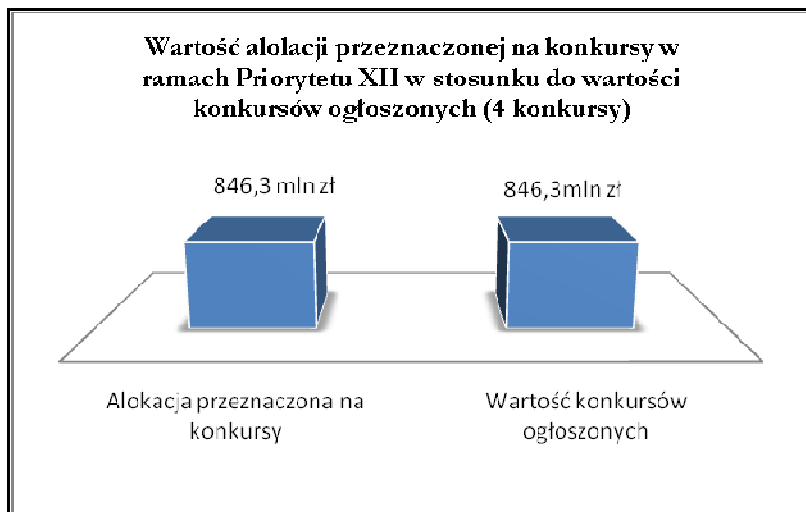 Wartość alolacji przeznaczonej na konkursy w
ramach Priorytetu XII w stosunku do wartości
konkursów ogłoszonych (4 konkursy)
846,3 mln zł
846,3mln zł
Alokacja przeznaczona na
konkursy
Wartość konkursów
ogłoszonych